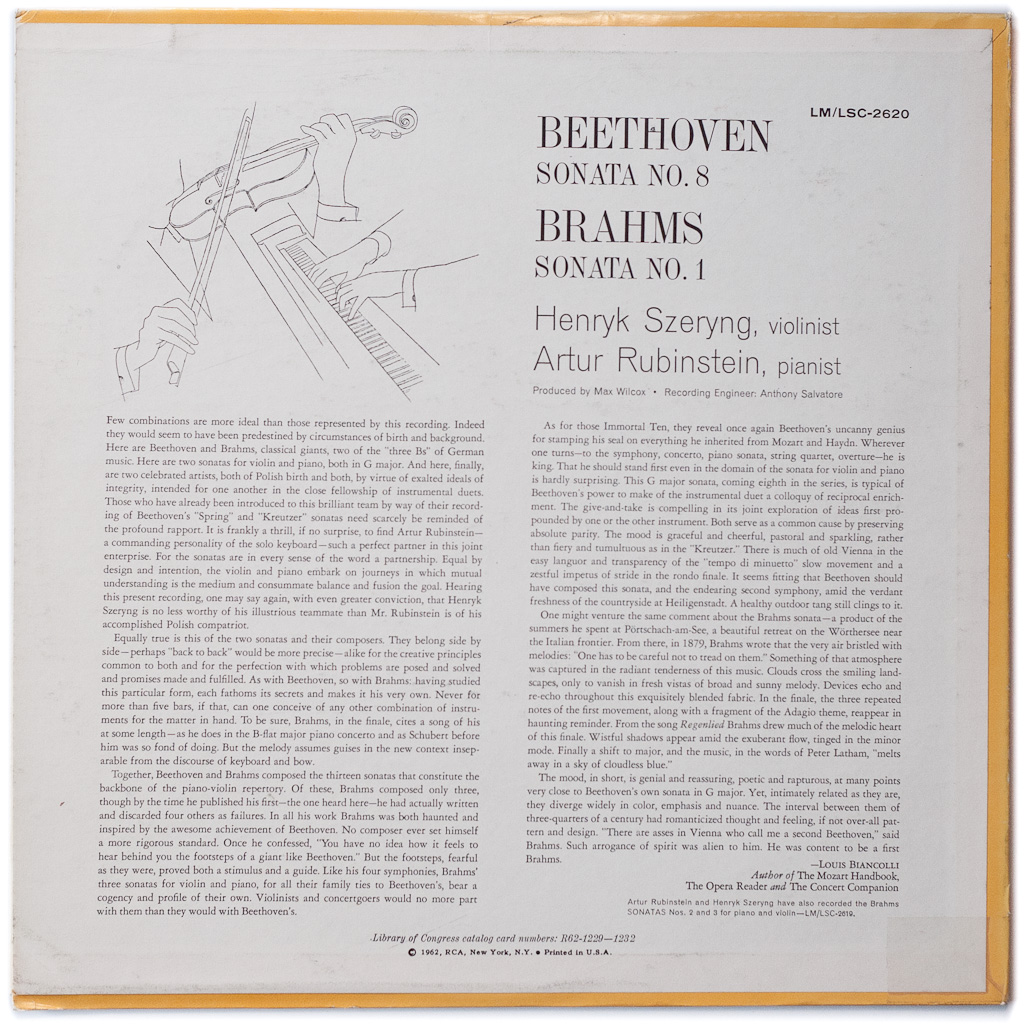 LM/LSC-2620
BEETHOVEN
SONATA NO. 8
BRAHMS
SONATA NO. 1
Henryk Szeryng, violinist
Artur Rubinstein, pianist
Produced by Max Wilcox • Recording Engineer: Anthony Salvatore
Few combinations are more ideal than those represented by this recording. Indeed
they would seem to have been predestined by circumstances of birth and background.
Here are Beethoven and Brahms, classical giants, two of the "three Bs" of German
music. Here are two sonatas for violin and piano, both in G major. And here, finally,
are two celebrated artists, both of Polish birth and both, by virtue of exalted ideals of
integrity, intended for one another in the close fellowship of instrumental duets.
Those who have already been introduced to this brilliant team by way of their record-
ing of Beethoven's "Spring" and "Kreutzer" sonatas need scarcely be reminded of
the profound rapport. It is frankly a thrill, if no surprise, to find Artur Rubinstein—
a commanding personality of the solo keyboard—such a perfect partner in this joint
enterprise. For the sonatas are in every sense of the word a partnership. Equal by
design and intention, the violin and piano embark on journeys in which mutual
understanding is the medium and consummate balance and fusion the goal. Hearing
this present recording, one may say again, with even greater conviction, that Henryk
Szeryng is no less worthy of his illustrious teammate than Mr. Rubinstein is of his
accomplished Polish compatriot.
Equally true is this of the two sonatas and their composers. They belong side by
side—perhaps "back to back" would be more precise—alike for the creative principles
common to both and for the perfection with which problems are posed and solved
and promises made and fulfilled. As with Beethoven, so with Brahms: having studied
this particular form, each fathoms its secrets and makes it his very own. Never for
more than five bars, if that, can one conceive of any other combination of instru-
ments for the matter in hand. To be sure, Brahms, in the finale, cites a song of his
at some length—as he does in the B-flat major piano concerto and as Schubert before
him was so fond of doing. But the melody assumes guises in the new context insep-
arable from the discourse of keyboard and bow.
Together, Beethoven and Brahms composed the thirteen sonatas that constitute the
backbone of the piano-violin repertory. Of these, Brahms composed only three,
though by the time he published his first—the one heard here—he had actually written
and discarded four others as failures. In all his work Brahms was both haunted and
inspired by the awesome achievement of Beethoven. No composer ever set himself
a more rigorous standard. Once he confessed, "You have no idea how it feels to
hear behind you the footsteps of a giant like Beethoven." But the footsteps, fearful
as they were, proved both a stimulus and a guide. Like his four symphonies, Brahms'
three sonatas for violin and piano, for all their family ties to Beethoven's, bear a
cogency and profile of their own. Violinists and concertgoers would no more part
with them than they would with Beethoven's.
As for those Immortal Ten, they reveal once again Beethoven's uncanny genius
for stamping his seal on everything he inherited from Mozart and Haydn. Wherever
one turns—to the symphony, concerto, piano sonata, string quartet, overture—he is
king. That he should stand first even in the domain of the sonata for violin and piano
is hardly surprising. This G major sonata, coming eighth in the series, is typical of
Beethoven's power to make of the instrumental duet a colloquy of reciprocal enrich-
ment. The give-and-take is compelling in its joint exploration of ideas first pro-
pounded by one or the other instrument. Both serve as a common cause by preserving
absolute parity. The mood is graceful and cheerful, pastoral and sparkling, rather
than fiery and tumultuous as in the "Kreutzer." There is much of old Vienna in the
easy languor and transparency of the "tempo di minuetto" slow movement and a
zestful impetus of stride in the rondo finale. It seems fitting that Beethoven should
have composed this sonata, and the endearing second symphony, amid the verdant
freshness of the countryside at Heiligenstadt. A healthy outdoor tang still clings to it.
One might venture the same comment about the Brahms sonata—a product of the
summers he spent at Pörtschach-am-See, a beautiful retreat on the Wörthersee near
the Italian frontier. From there, in 1879, Brahms wrote that the very air bristled with
melodies: "One has to be careful not to tread on them." Something of that atmosphere
was captured in the radiant tenderness of this music. Clouds cross the smiling land-
scapes, only to vanish in fresh vistas of broad and sunny melody. Devices echo and
re-echo throughout this exquisitely blended fabric. In the finale, the three repeated
notes of the first movement, along with a fragment of the Adagio theme, reappear in
haunting reminder. From the song Regenlied Brahms drew much of the melodic heart
of this finale. Wistful shadows appear amid the exuberant flow, tinged in the minor
mode. Finally a shift to major, and the music, in the words of Peter Latham, "melts
away in a sky of cloudless blue."
The mood, in short, is genial and reassuring, poetic and rapturous, at many points
very close to Beethoven's own sonata in G major. Yet, intimately related as they are,
they diverge widely in color, emphasis and nuance. The interval between them of
three-quarters of a century had romanticized thought and feeling, if not over-all pat-
tern and design. "There are asses in Vienna who call me a second Beethoven," said
Brahms. Such arrogance of spirit was alien to him. He was content to be a first
Brahms.
—LOUIS BIANCOLLI
Author of The Mozart Handbook,
The Opera Reader and The Concert Companion
Artur Rubinstein and Henryk Szeryng have also recorded the Brahms
SONATAS Nos. 2 and 3 for piano and violin—LM/LSC-2619.
Library of Congress catalog card numbers: R62-1229—1232
© 1962, RCA, New York, N.Y. • Printed in U.S.A.